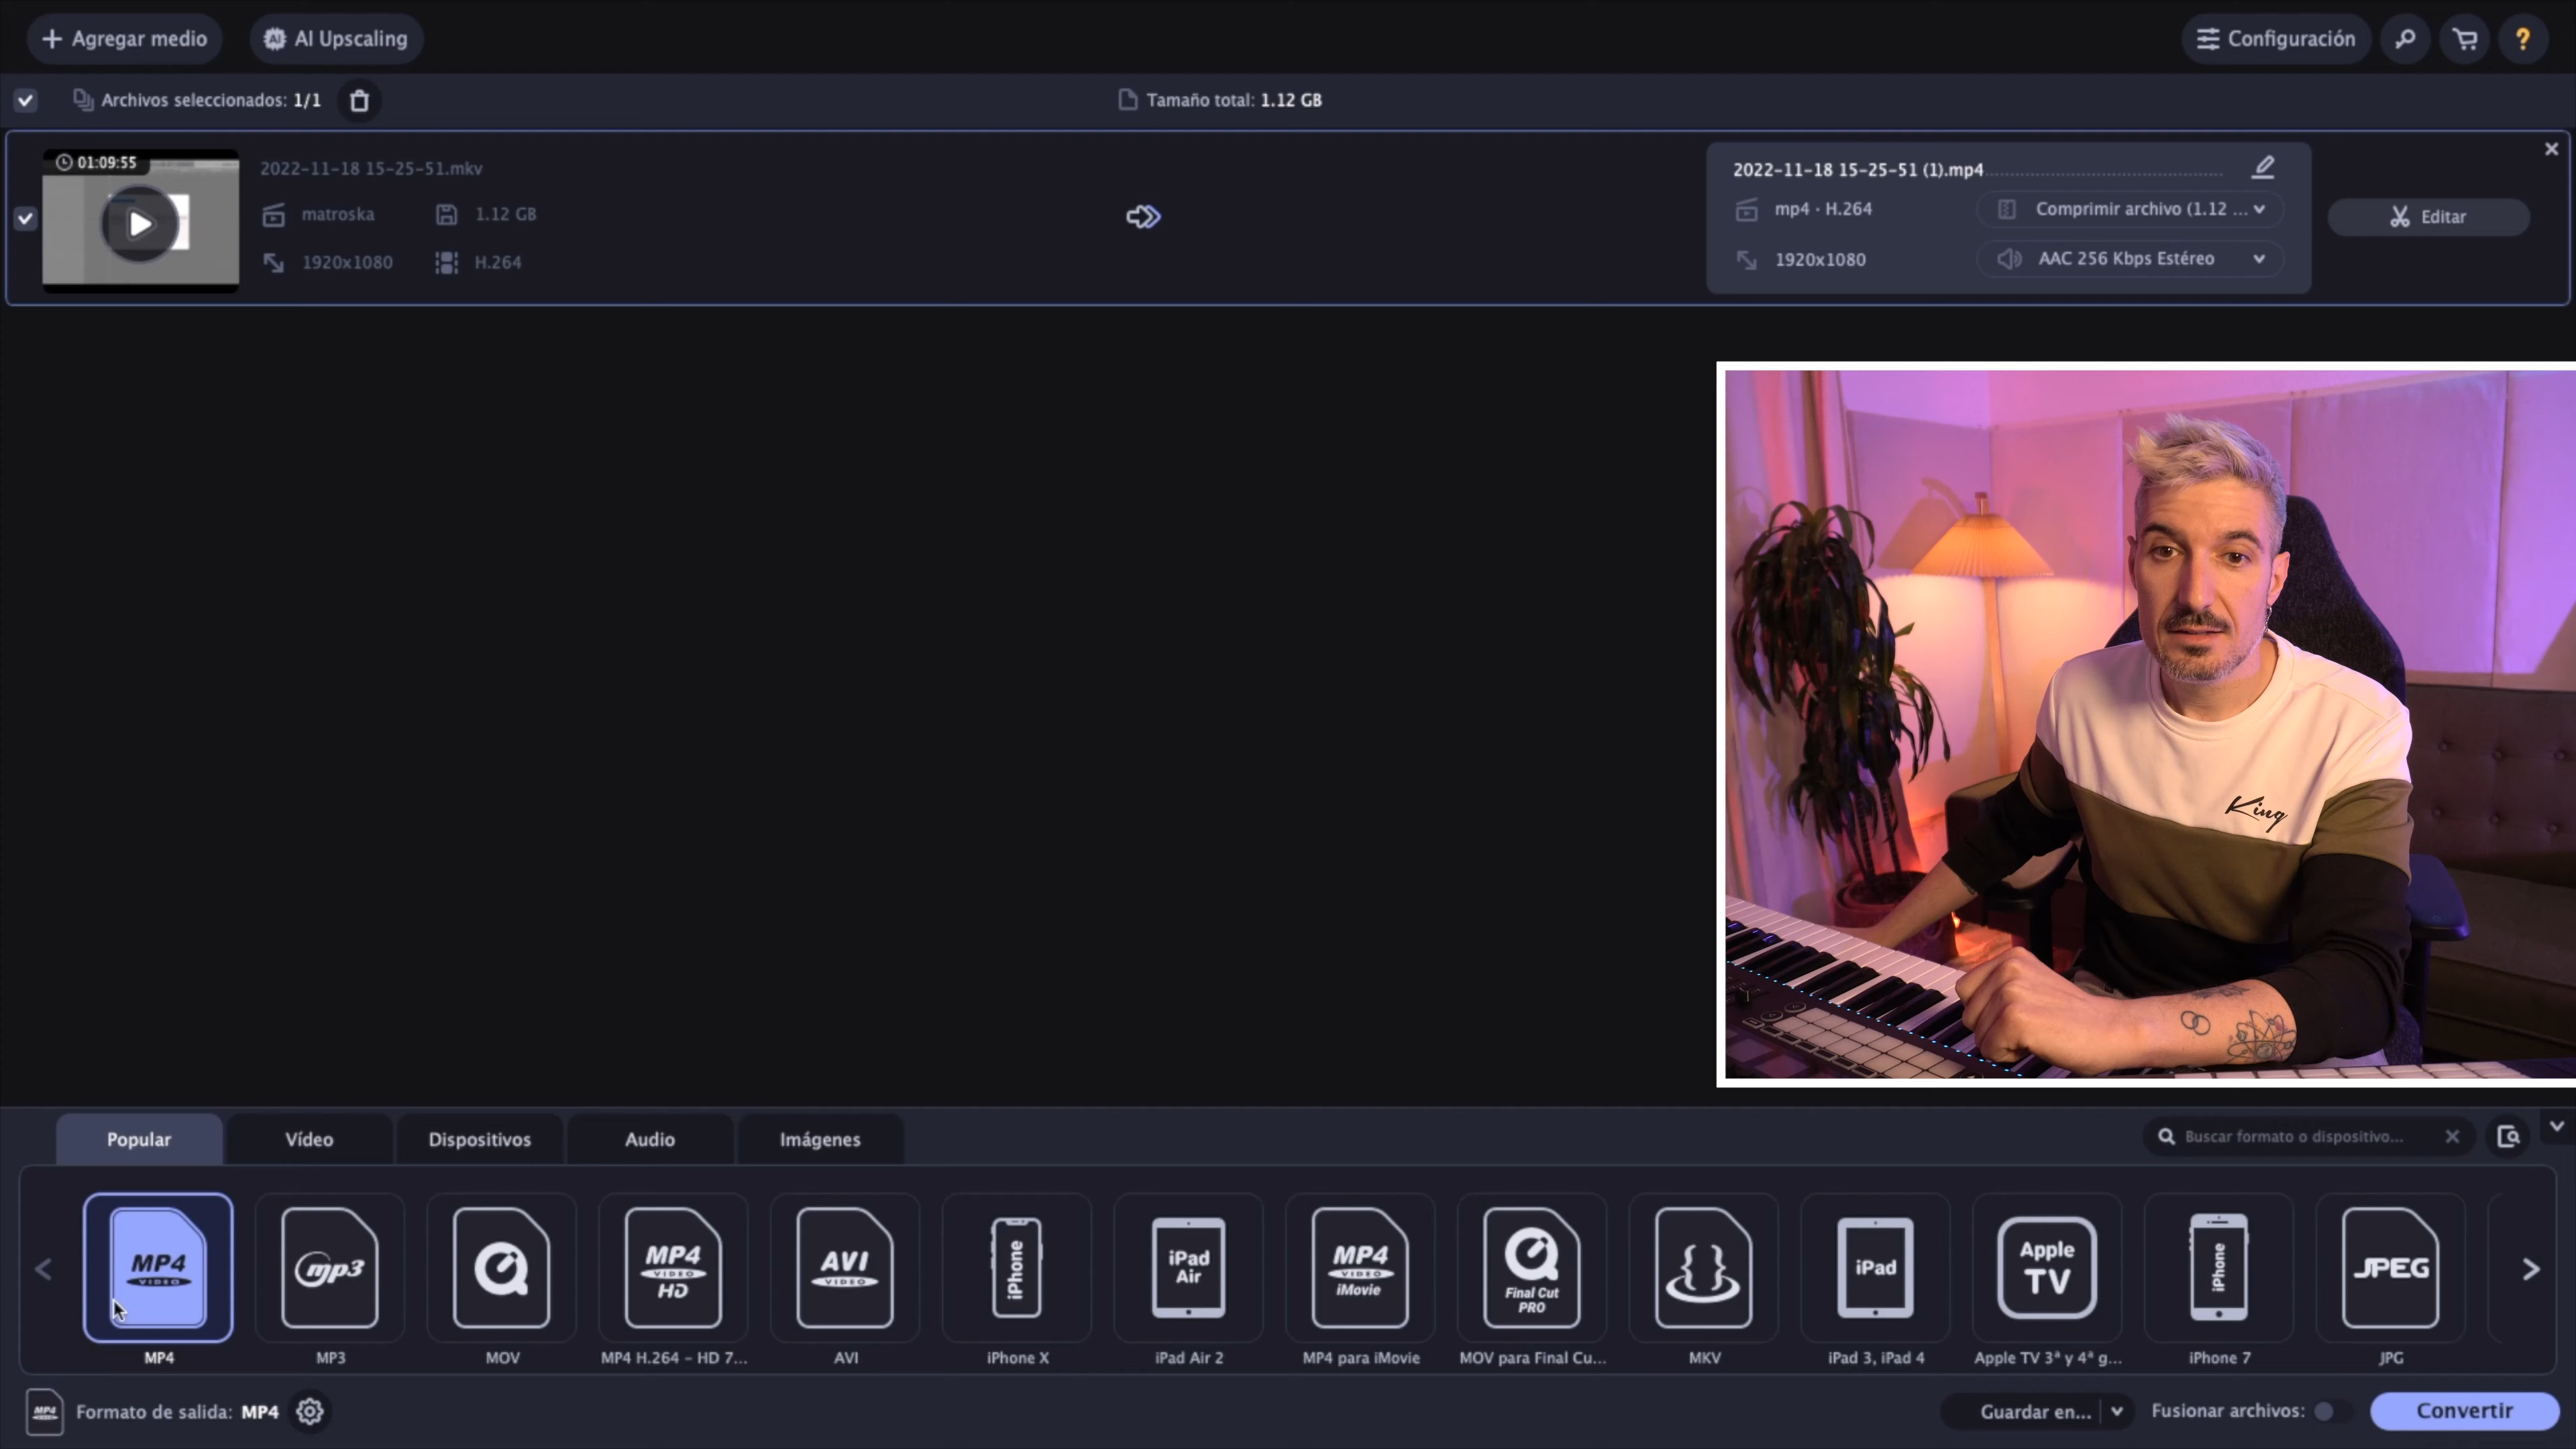 Agregar medio
AI Upscaling
Configuración
?
Archivos seleccionados: 1/1
Tamaño total: 1.12 GB
01:09:55
2022-11-18 15-25-51.mkv
matroska
1.12 GB
1920x1080
H.264
2022-11-18 15-25-51 (1).mp4
mp4 · H.264
Comprimir archivo (1.12 ...
1920x1080
AAC 256 Kbps Estéreo
Editar
King
Popular
Vídeo
Dispositivos
Audio
Imágenes
Buscar formato o dispositivo...
MP4
VIDEO
mp3
MP4
VIDEO
HD
AVI
VIDEO
iPhone
iPad
Air
MP4
VIDEO
iMovie
Final Cut
PRO
iPad
Apple
TV
iPhone
JPEG
MP4
MP3
MOV
MP4 H.264 - HD 7...
AVI
iPhone X
iPad Air 2
MP4 para iMovie
MOV para Final Cu...
MKV
iPad 3, iPad 4
Apple TV 3ª y 4ª g...
iPhone 7
JPG
MP4
Formato de salida: MP4
Guardar en...
Fusionar archivos:
Convertir